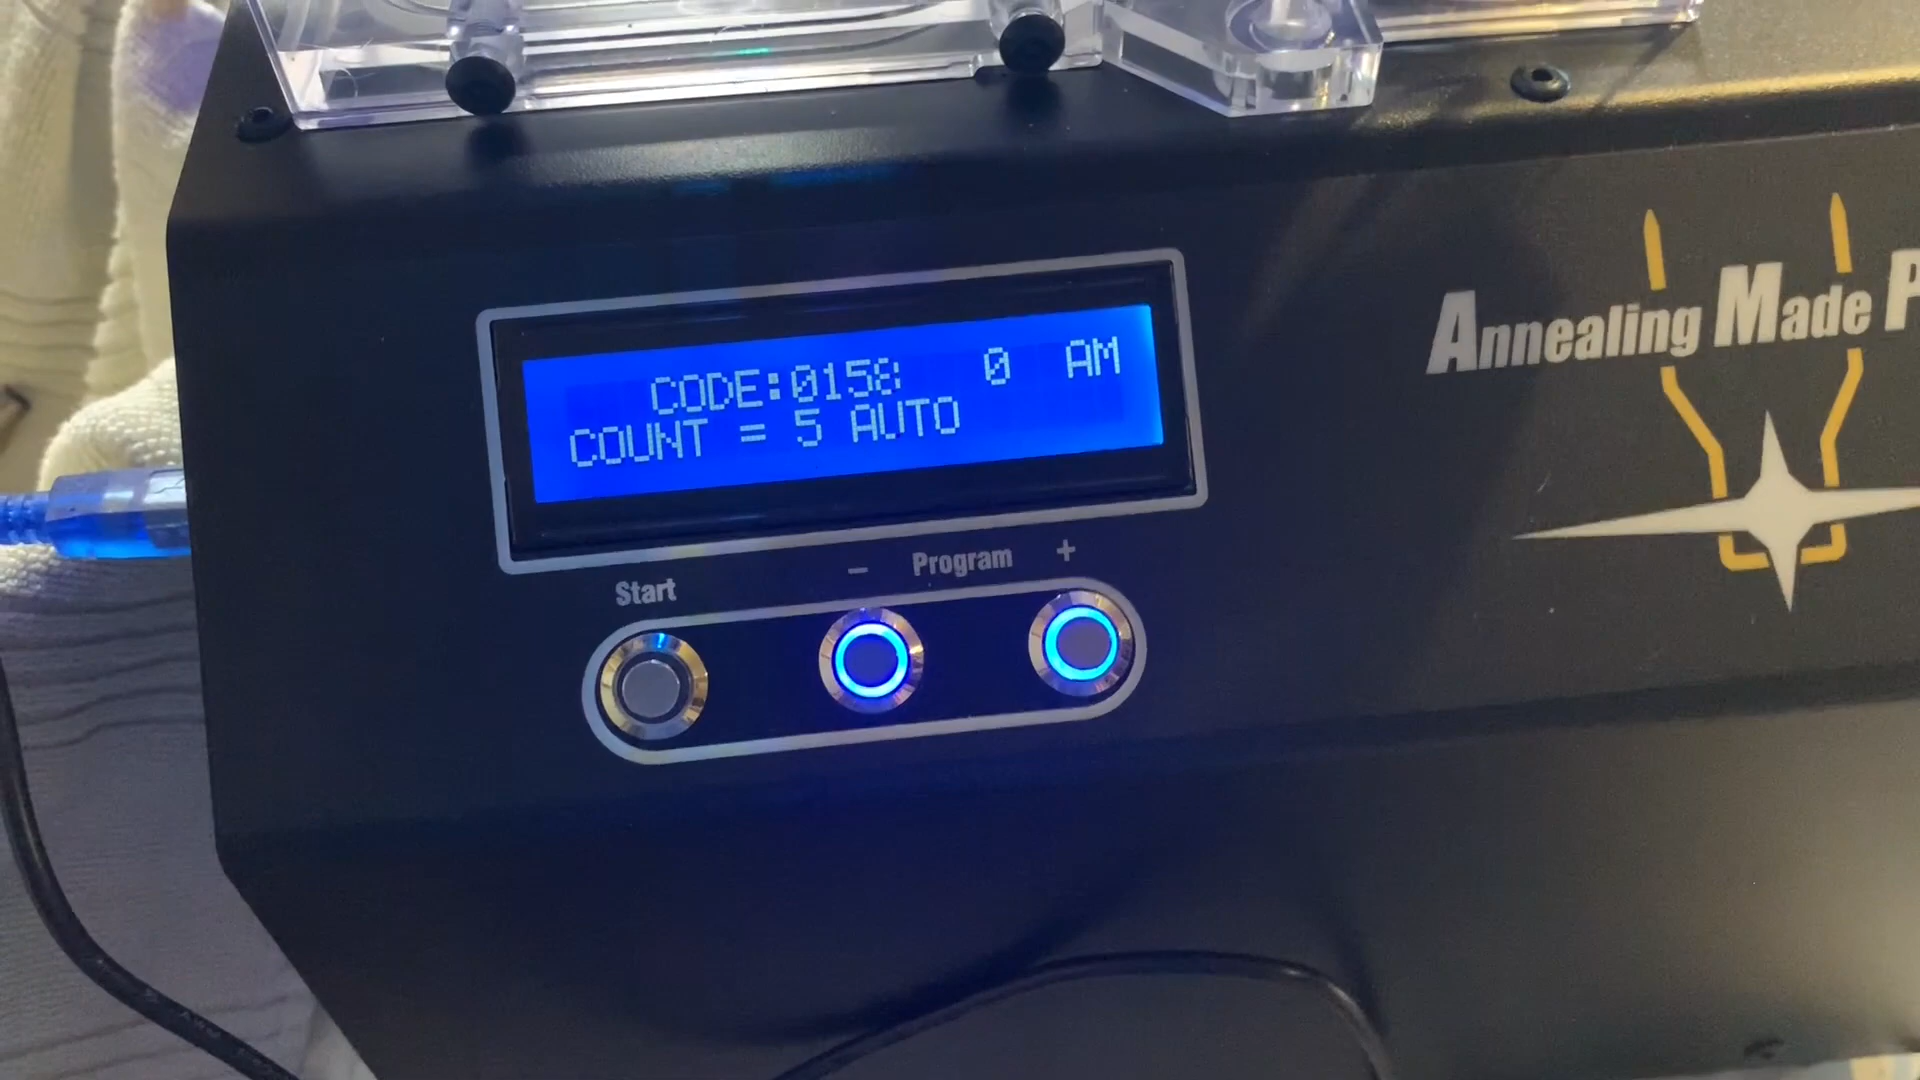 CODE:0158 0 AM
COUNT = 5 AUTO
Start
- Program +
Annealing Made P